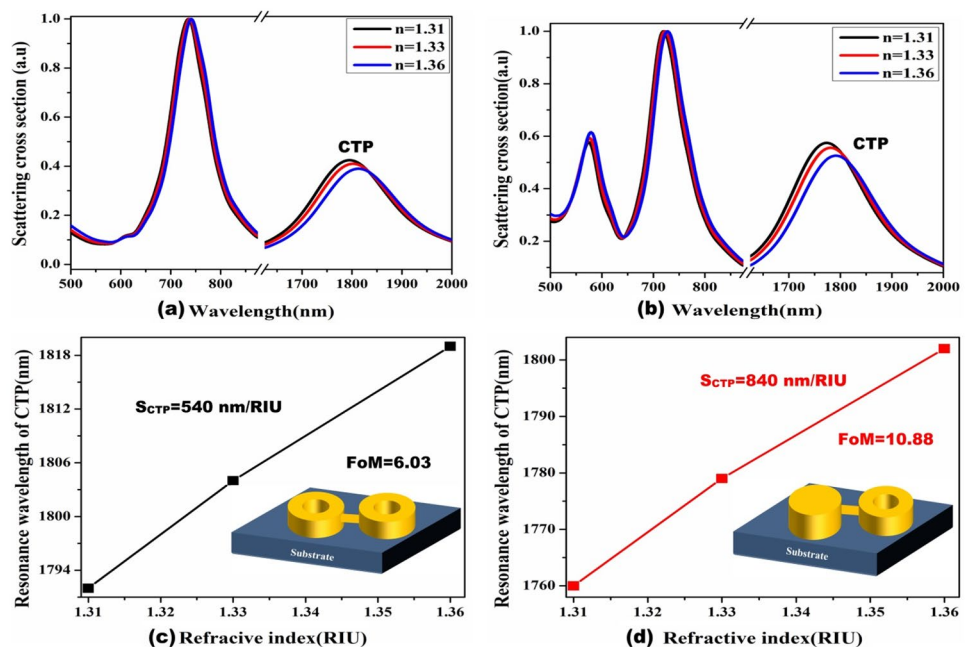 Scattering cross section (a.u)
1.0
0.8
0.6
0.4
0.2
0.0
n=1.31
n=1.33
n=1.36
CTP
500 600 700 800 1700 1800 1900 2000
(a) Wavelength(nm)
Scattering cross section(a.u)
1.0
0.8
0.6
0.4
0.2
n=1.31
n=1.33
n=1.36
CTP
500 600 700 800 1700 1800 1900 2000
(b) Wavelength(nm)
Resonance wavelength of CTP(nm)
1818
1812
1806
1800
1794
SCTP=540 nm/RIU
FoM=6.03
Substrate
1.31 1.32 1.33 1.34 1.35 1.36
(c) Refracive index(RIU)
Resonance wavelength of CTP(nm)
1800
1790
1780
1770
1760
SCTP=840 nm/RIU
FoM=10.88
Substrate
1.31 1.32 1.33 1.34 1.35 1.36
(d) Refractive index(RIU)